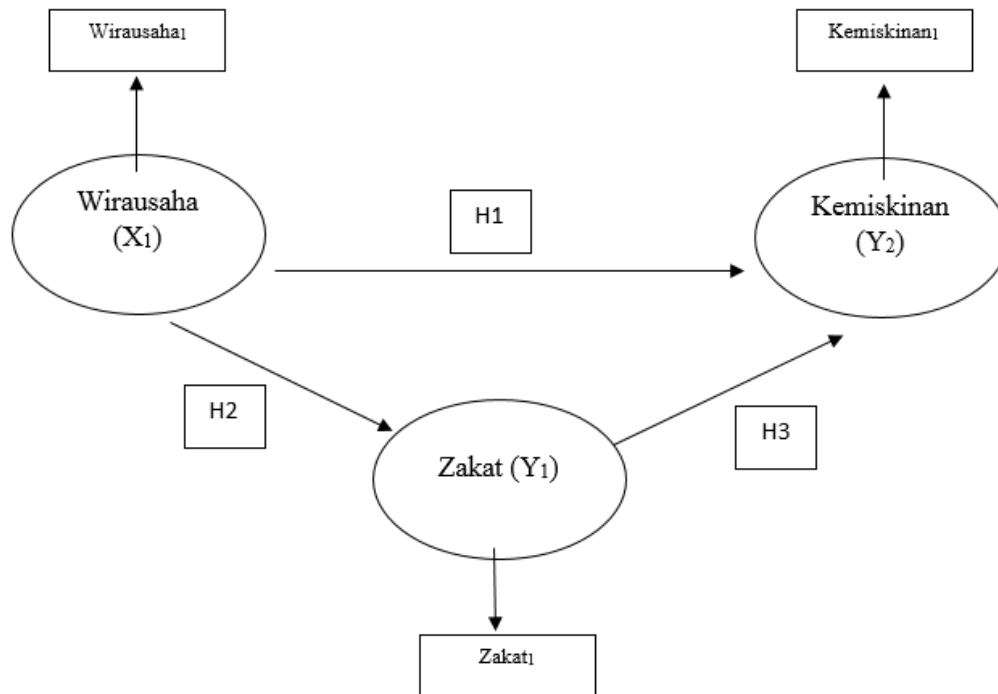 Wirausaha₁
Kemiskinan₁
Wirausaha
(X₁)
H1
Kemiskinan
(Y₂)
H2
Zakat (Y₁)
H3
Zakat₁